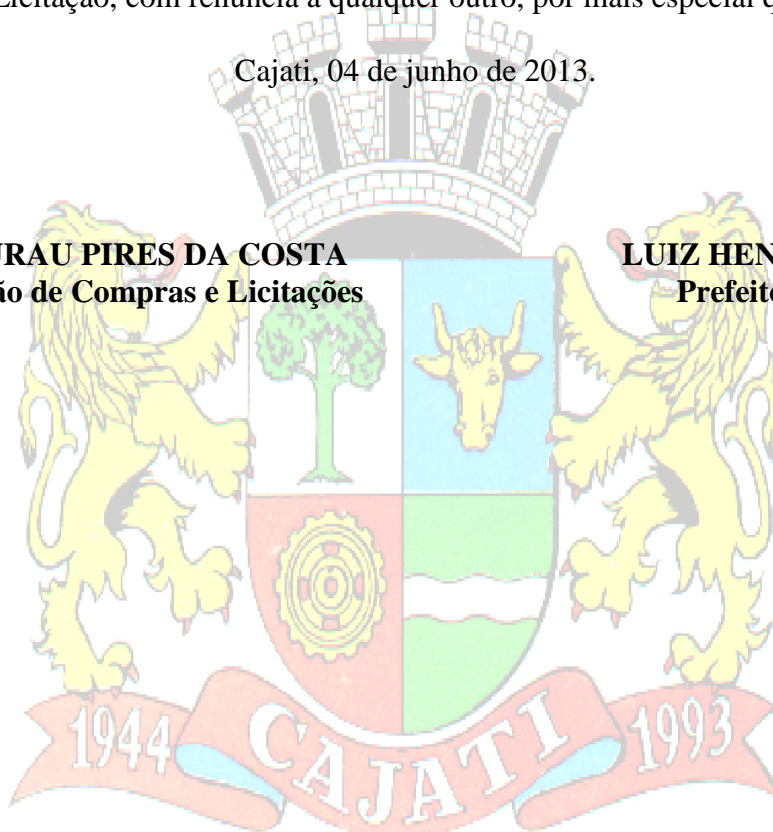 Licitação, com renúncia a qualquer outro, por mais especial q
Cajati, 04 de junho de 2013.
URAU PIRES DA COSTA LUIZ HEN
ão de Compras e Licitações Prefeito
1944 CAJATI 1993